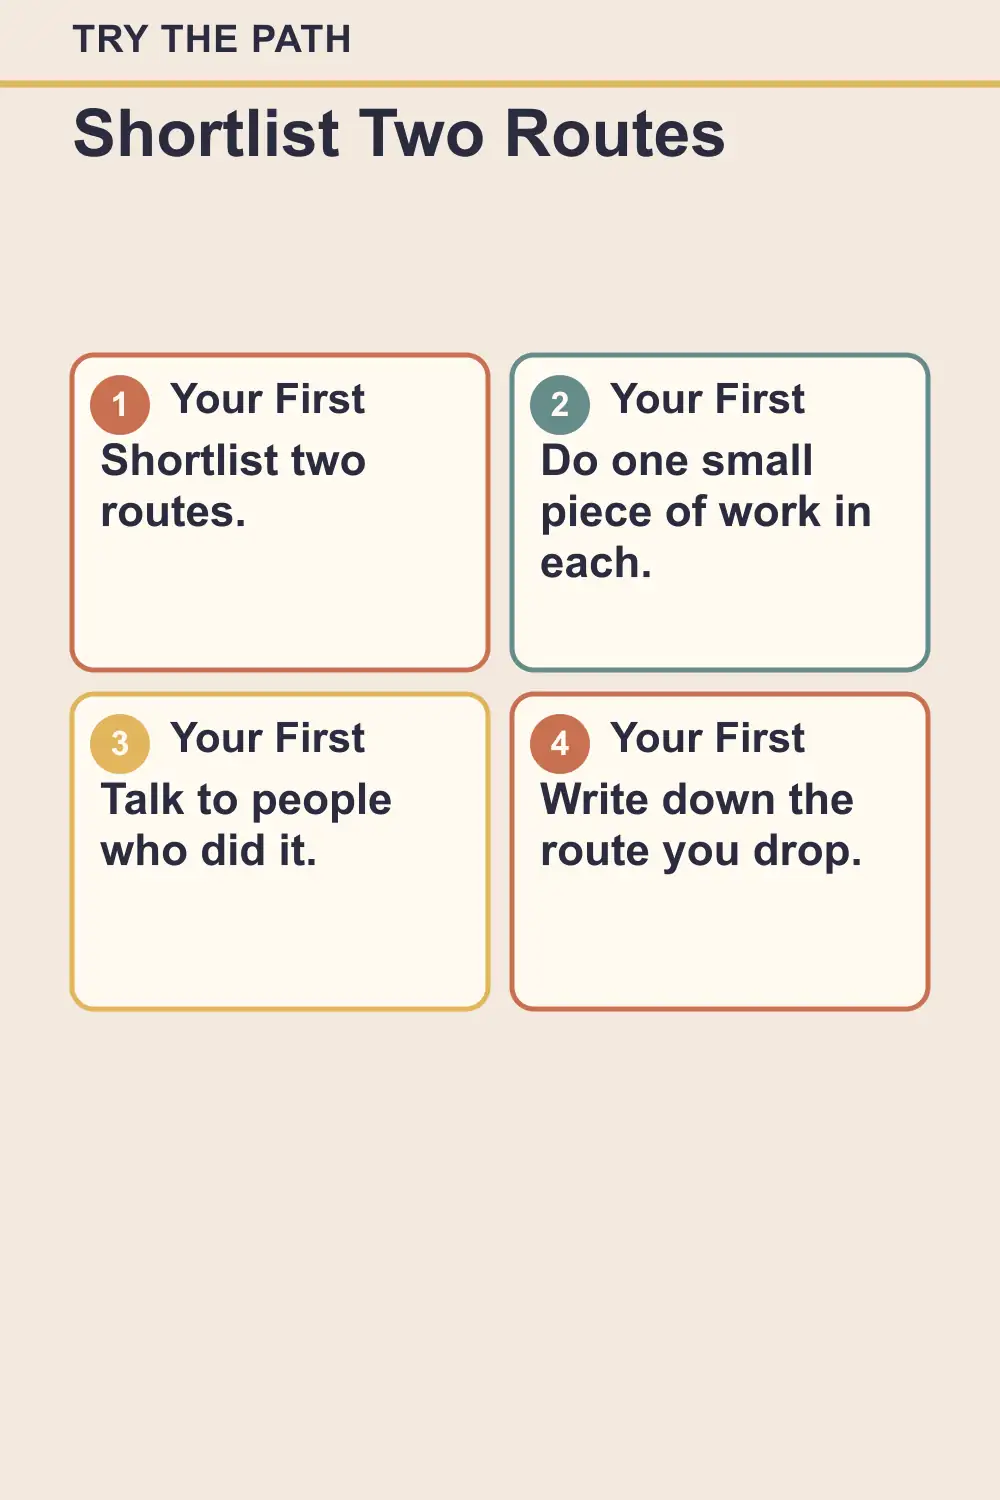 TRY THE PATH
Shortlist Two Routes
1 Your First
Shortlist two
routes.
2 Your First
Do one small
piece of work in
each.
3 Your First
Talk to people
who did it.
4 Your First
Write down the
route you drop.